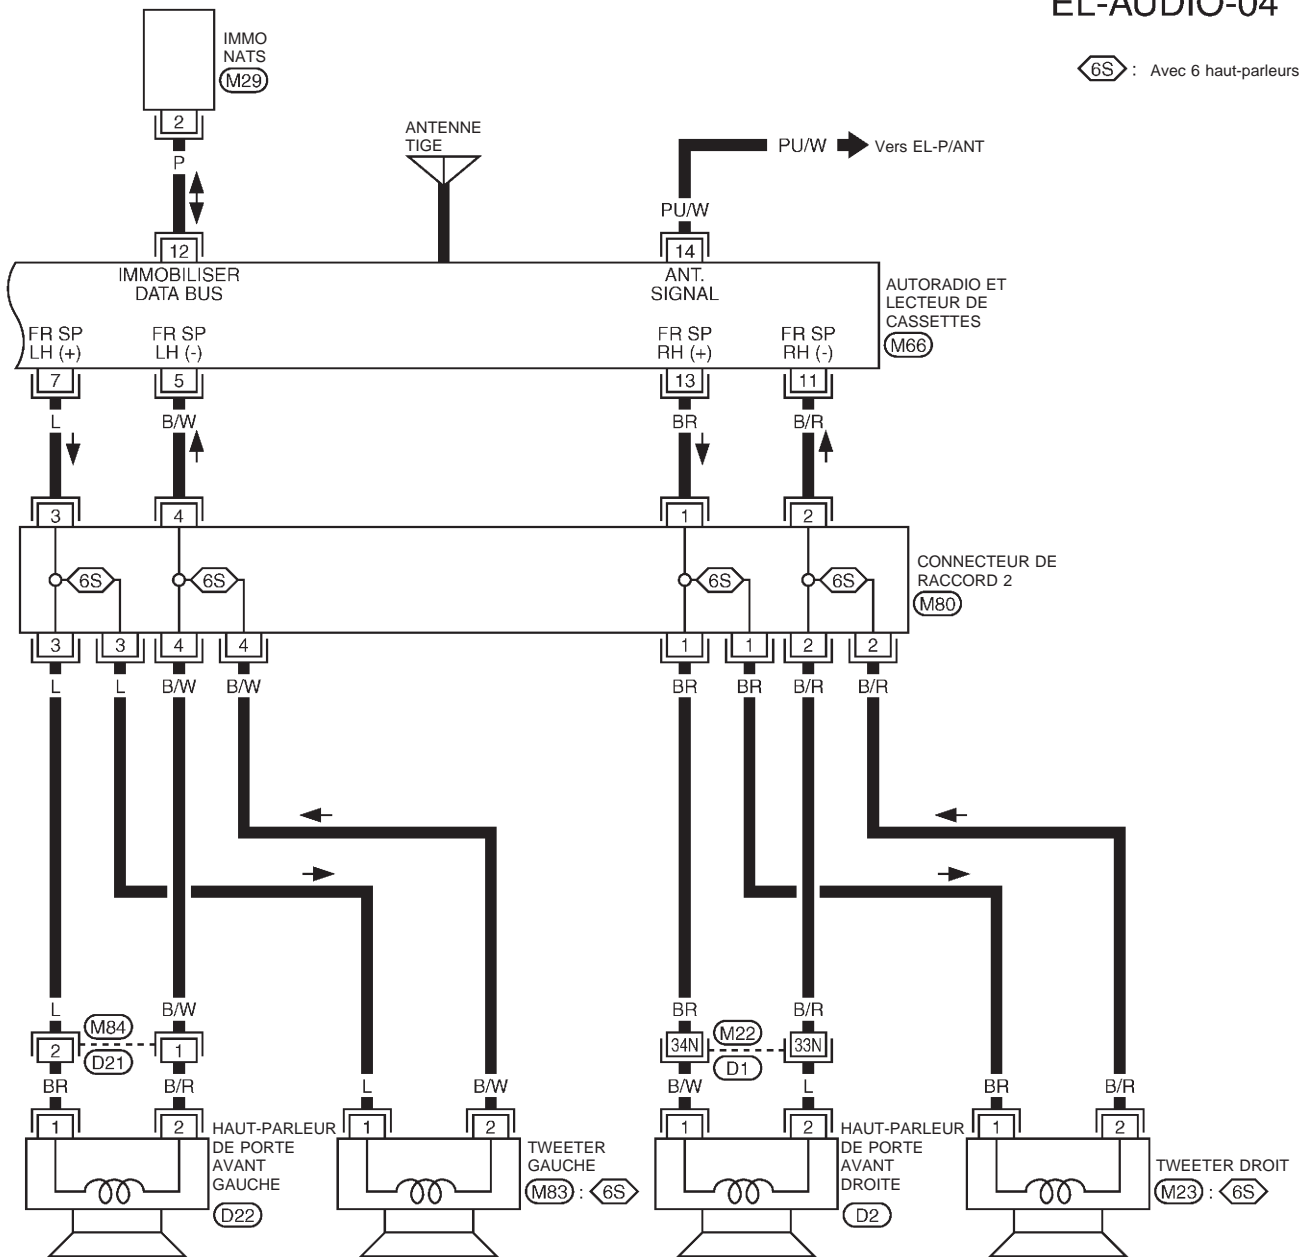 EL-AUDIO-04
6S : Avec 6 haut-parleurs
IMMO
NATS
M29
2
P
ANTENNE
TIGE
PU/W
Vers EL-P/ANT
PU/W
12
14
IMMOBILISER
DATA BUS
ANT.
SIGNAL
AUTORADIO ET
LECTEUR DE
CASSETTES
M66
FR SP
LH (+)
FR SP
LH (-)
FR SP
RH (+)
FR SP
RH (-)
7 5 13 11
L B/W BR B/R
3 4 1 2
6S 6S 6S 6S
CONNECTEUR DE
RACCORD 2
M80
3 3 4 4 1 1 2 2
L L B/W B/W BR BR B/R B/R
L B/W BR B/R
2 M84 1 34N M22 33N
D21 D1
BR B/R L B/W B/W L BR B/R
1 2 1 2 1 2 1 2
HAUT-PARLEUR
DE PORTE
AVANT
GAUCHE
D22
TWEETER
GAUCHE
M83 : 6S
HAUT-PARLEUR
DE PORTE
AVANT
DROITE
D2
TWEETER DROIT
M23 : 6S